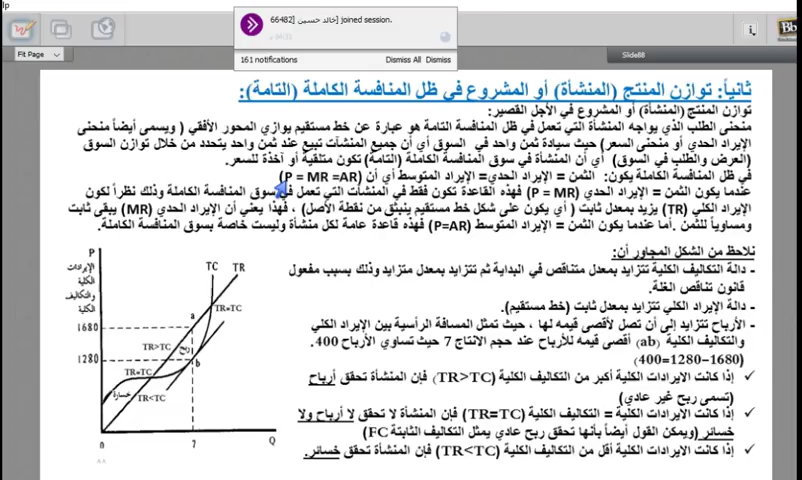 lp
66482[ خالد حسين] joined session.
161 notifications
Dismiss All
Dismiss
Fit Page
Slide88
Bb
ثانياً: توازن المنتج (المنشأة) أو المشروع في ظل المنافسة الكاملة (التامة):
توازن المنتج (المنشأة) أو المشروع في الأجل القصير:
منحنى الطلب الذي يواجه المنشأة التي تعمل في ظل المنافسة التامة هو عبارة عن خط مستقيم يوازي المحور الأفقي ( ويسمى أيضاً منحنى
الإيراد الحدي أو منحنى السعر) حيث سيادة ثمن واحد في السوق أي أن جميع المنشآت تبيع عند ثمن واحد يتحدد من خلال توازن السوق
(العرض والطلب في السوق) أي أن المنشأة في سوق المنافسة الكاملة (التامة) تكون متلقية أو آخذة للسعر.
في ظل المنافسة الكاملة يكون: الثمن = الإيراد الحدي= الإيراد المتوسط أي أن (P = MR =AR)
عندما يكون الثمن = الإيراد الحدي (P = MR) فهذه القاعدة تكون فقط في المنشآت التي تعمل في سوق المنافسة الكاملة وذلك نظراً لكون
الإيراد الكلي (TR) يزيد بمعدل ثابت ( أي يكون على شكل خط مستقيم ينبثق من نقطة الأصل) ، فهذا يعني أن الإيراد الحدي (MR) يبقى ثابت
ومساوياً للثمن .أما عندما يكون الثمن = الإيراد المتوسط (P=AR) فهذه قاعدة عامة لكل منشأة وليست خاصة بسوق المنافسة الكاملة.
نلاحظ من الشكل المجاور أن:
- دالة التكاليف الكلية تتزايد بمعدل متناقص في البداية ثم تتزايد بمعدل متزايد وذلك بسبب مفعول
قانون تناقص الغلة.
- دالة الإيراد الكلي تتزايد بمعدل ثابت (خط مستقيم).
- الأرباح تتزايد إلى أن تصل لأقصى قيمه لها ، حيث تمثل المسافة الرأسية بين الإيراد الكلي
والتكاليف الكلية (ab) أقصى قيمه للأرباح عند حجم الانتاج 7 حيث تساوي الأرباح 400.
(1680-1280=400)
✓ إذا كانت الايرادات الكلية أكبر من التكاليف الكلية (TR>TC) فإن المنشأة تحقق أرباح
(تسمى ربح غير عادي)
✓ إذا كانت الايرادات الكلية = التكاليف الكلية (TR=TC) فإن المنشأة لا تحقق لا أرباح ولا
خسائر (ويمكن القول أيضاً بأنها تحقق ربح عادي يمثل التكاليف الثابتة FC)
✓ إذا كانت الايرادات الكلية أقل من التكاليف الكلية (TR<TC) فإن المنشأة تحقق خسائر.
P
الإيرادات
الكلية
والتكاليف
الكلية
TC
TR
TR=TC
a
1680
TR>TC
ربح
1280
b
TR=TC
خسارة
TR<TC
0
7
Q